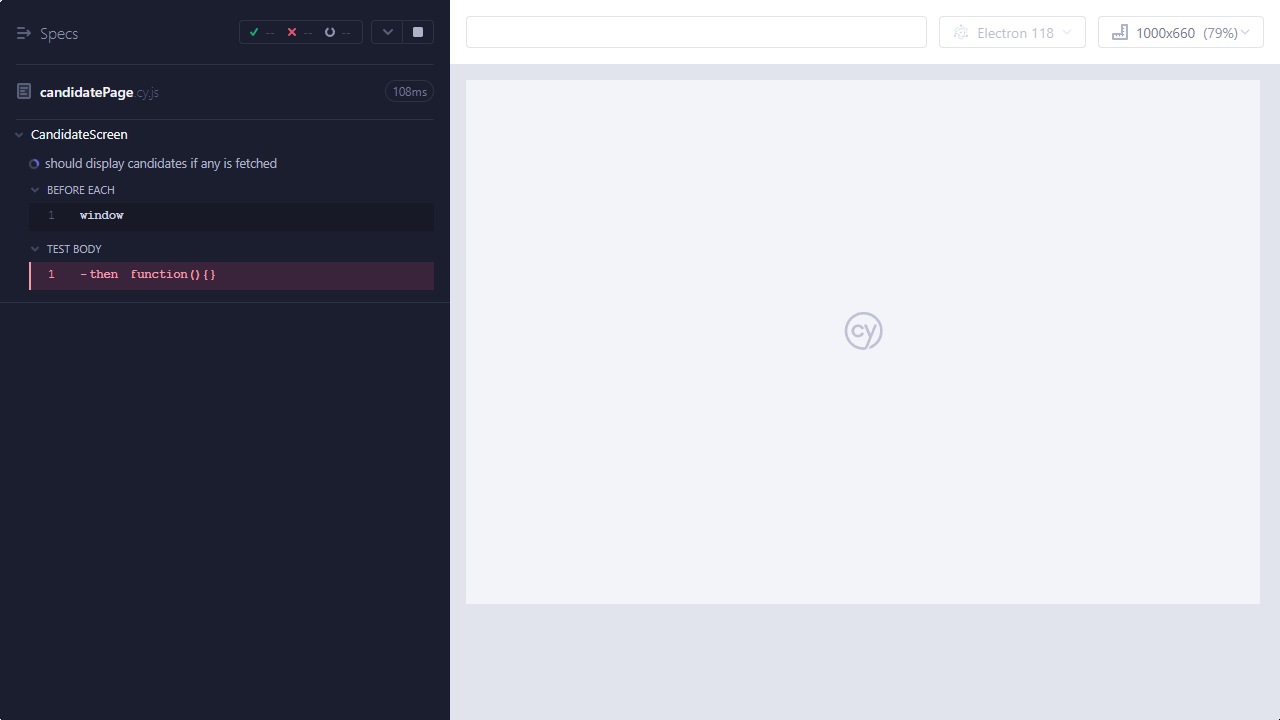 Specs
-- -- --
Electron 118
1000x660 (79%)
candidatePage.cy.js
108ms
CandidateScreen
should display candidates if any is fetched
BEFORE EACH
1 window
TEST BODY
1 -then function(){}
cy